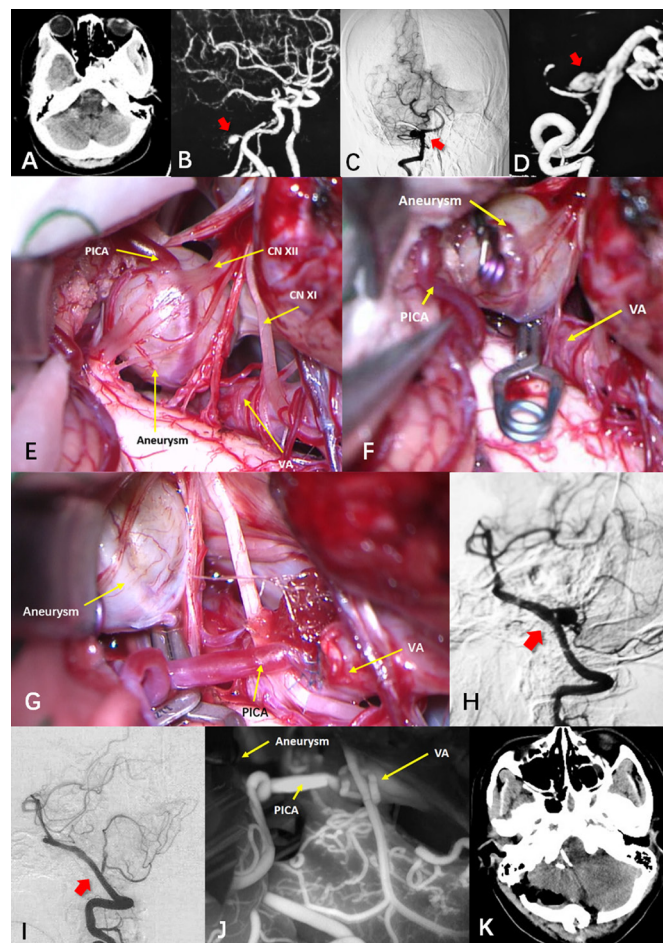 A
B
C
D
PICA
CN XII
CN XI
Aneurysm
VA
E
Aneurysm
PICA
VA
F
Aneurysm
VA
PICA
G
H
I
Aneurysm
VA
PICA
J
K